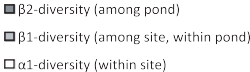 β2-diversity (among pond)
β1-diversity (among site, within pond)
α1-diversity (within site)